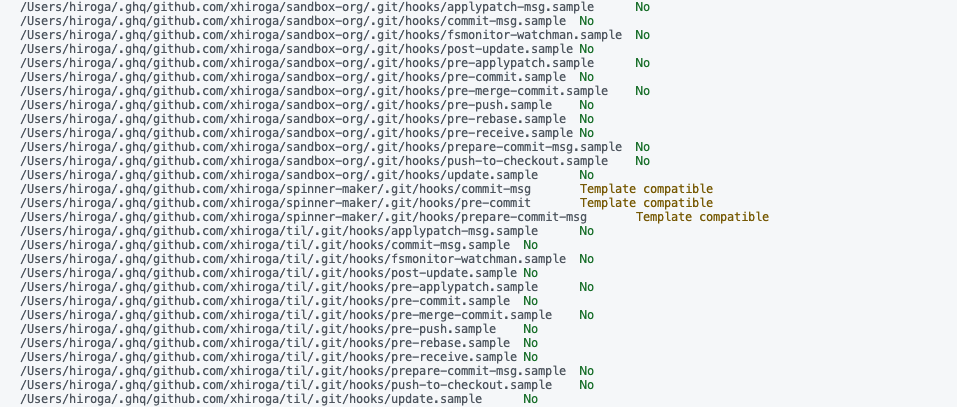 /Users/hiroga/.ghq/github.com/xhiroga/sandbox-org/.git/hooks/applypatch-msg.sample No
/Users/hiroga/.ghq/github.com/xhiroga/sandbox-org/.git/hooks/commit-msg.sample No
/Users/hiroga/.ghq/github.com/xhiroga/sandbox-org/.git/hooks/fsmonitor-watchman.sample No
/Users/hiroga/.ghq/github.com/xhiroga/sandbox-org/.git/hooks/post-update.sample No
/Users/hiroga/.ghq/github.com/xhiroga/sandbox-org/.git/hooks/pre-applypatch.sample No
/Users/hiroga/.ghq/github.com/xhiroga/sandbox-org/.git/hooks/pre-commit.sample No
/Users/hiroga/.ghq/github.com/xhiroga/sandbox-org/.git/hooks/pre-merge-commit.sample No
/Users/hiroga/.ghq/github.com/xhiroga/sandbox-org/.git/hooks/pre-push.sample No
/Users/hiroga/.ghq/github.com/xhiroga/sandbox-org/.git/hooks/pre-rebase.sample No
/Users/hiroga/.ghq/github.com/xhiroga/sandbox-org/.git/hooks/pre-receive.sample No
/Users/hiroga/.ghq/github.com/xhiroga/sandbox-org/.git/hooks/prepare-commit-msg.sample No
/Users/hiroga/.ghq/github.com/xhiroga/sandbox-org/.git/hooks/push-to-checkout.sample No
/Users/hiroga/.ghq/github.com/xhiroga/sandbox-org/.git/hooks/update.sample No
/Users/hiroga/.ghq/github.com/xhiroga/spinner-maker/.git/hooks/commit-msg Template compatible
/Users/hiroga/.ghq/github.com/xhiroga/spinner-maker/.git/hooks/pre-commit Template compatible
/Users/hiroga/.ghq/github.com/xhiroga/spinner-maker/.git/hooks/prepare-commit-msg Template compatible
/Users/hiroga/.ghq/github.com/xhiroga/til/.git/hooks/applypatch-msg.sample No
/Users/hiroga/.ghq/github.com/xhiroga/til/.git/hooks/commit-msg.sample No
/Users/hiroga/.ghq/github.com/xhiroga/til/.git/hooks/fsmonitor-watchman.sample No
/Users/hiroga/.ghq/github.com/xhiroga/til/.git/hooks/post-update.sample No
/Users/hiroga/.ghq/github.com/xhiroga/til/.git/hooks/pre-applypatch.sample No
/Users/hiroga/.ghq/github.com/xhiroga/til/.git/hooks/pre-commit.sample No
/Users/hiroga/.ghq/github.com/xhiroga/til/.git/hooks/pre-merge-commit.sample No
/Users/hiroga/.ghq/github.com/xhiroga/til/.git/hooks/pre-push.sample No
/Users/hiroga/.ghq/github.com/xhiroga/til/.git/hooks/pre-rebase.sample No
/Users/hiroga/.ghq/github.com/xhiroga/til/.git/hooks/pre-receive.sample No
/Users/hiroga/.ghq/github.com/xhiroga/til/.git/hooks/prepare-commit-msg.sample No
/Users/hiroga/.ghq/github.com/xhiroga/til/.git/hooks/push-to-checkout.sample No
/Users/hiroga/.ghq/github.com/xhiroga/til/.git/hooks/update.sample No